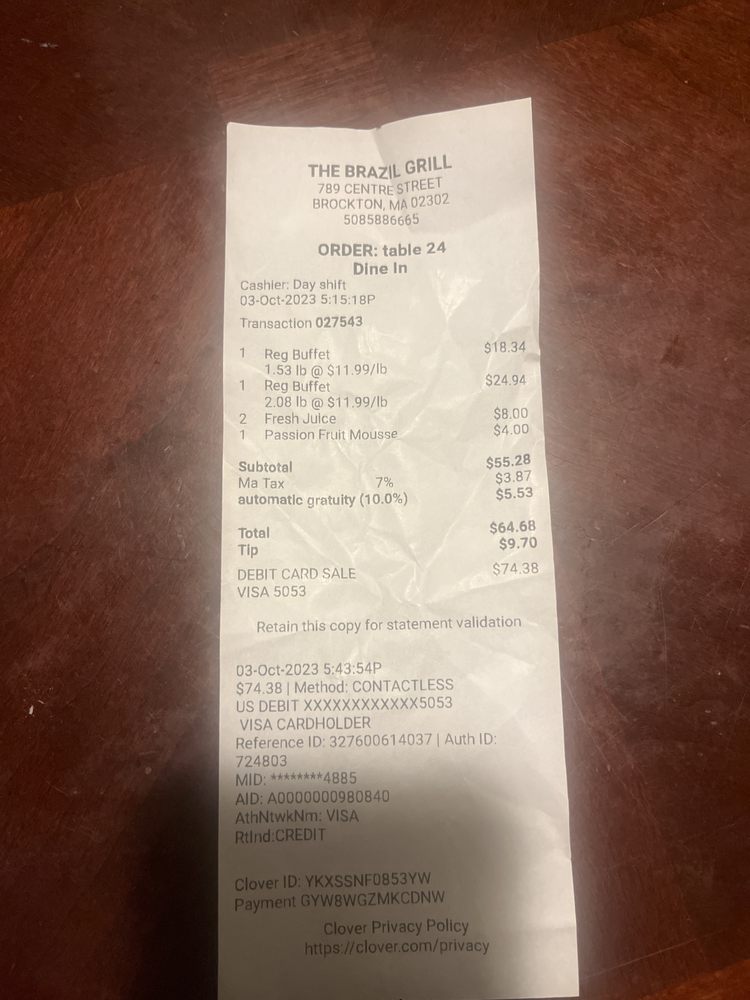 THE BRAZIL GRILL
789 CENTRE STREET
BROCKTON, MA 02302
5085886665
ORDER: table 24
Dine In
Cashier: Day shift
03-Oct-2023 5:15:18P
Transaction 027543
1 Reg Buffet $18.34
1.53 lb @ $11.99/lb
1 Reg Buffet $24.94
2.08 lb @ $11.99/lb
2 Fresh Juice $8.00
1 Passion Fruit Mousse $4.00
Subtotal $55.28
Ma Tax 7% $3.87
automatic gratuity (10.0%) $5.53
Total $64.68
Tip $9.70
DEBIT CARD SALE $74.38
VISA 5053
Retain this copy for statement validation
03-Oct-2023 5:43:54P
$74.38 | Method: CONTACTLESS
US DEBIT XXXXXXXXXXXX5053
VISA CARDHOLDER
Reference ID: 327600614037 | Auth ID:
724803
MID: ********4885
AID: A0000000980840
AthNtwkNm: VISA
RtInd:CREDIT
Clover ID: YKXSSNF0853YW
Payment GYW8WGZMKCDNW
Clover Privacy Policy
https://clover.com/privacy